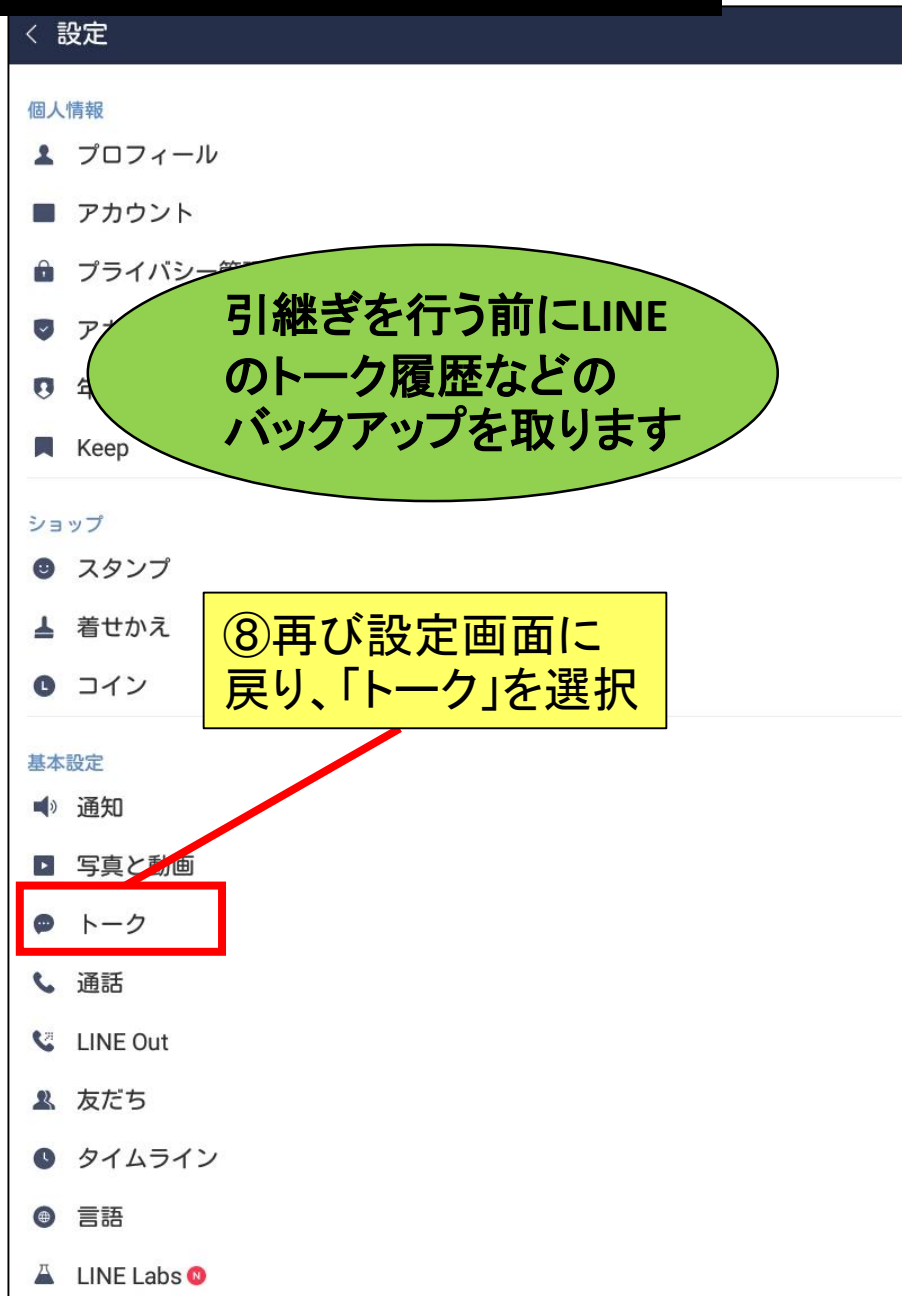 < 設定
個人情報
プロフィール
アカウント
プライバシー管理
引継ぎを行う前にLINE
のトーク履歴などの
バックアップを取ります
Keep
ショップ
スタンプ
着せかえ
コイン
⑧再び設定画面に
戻り、「トーク」を選択
基本設定
通知
写真と動画
トーク
通話
LINE Out
友だち
タイムライン
言語
LINE Labs N